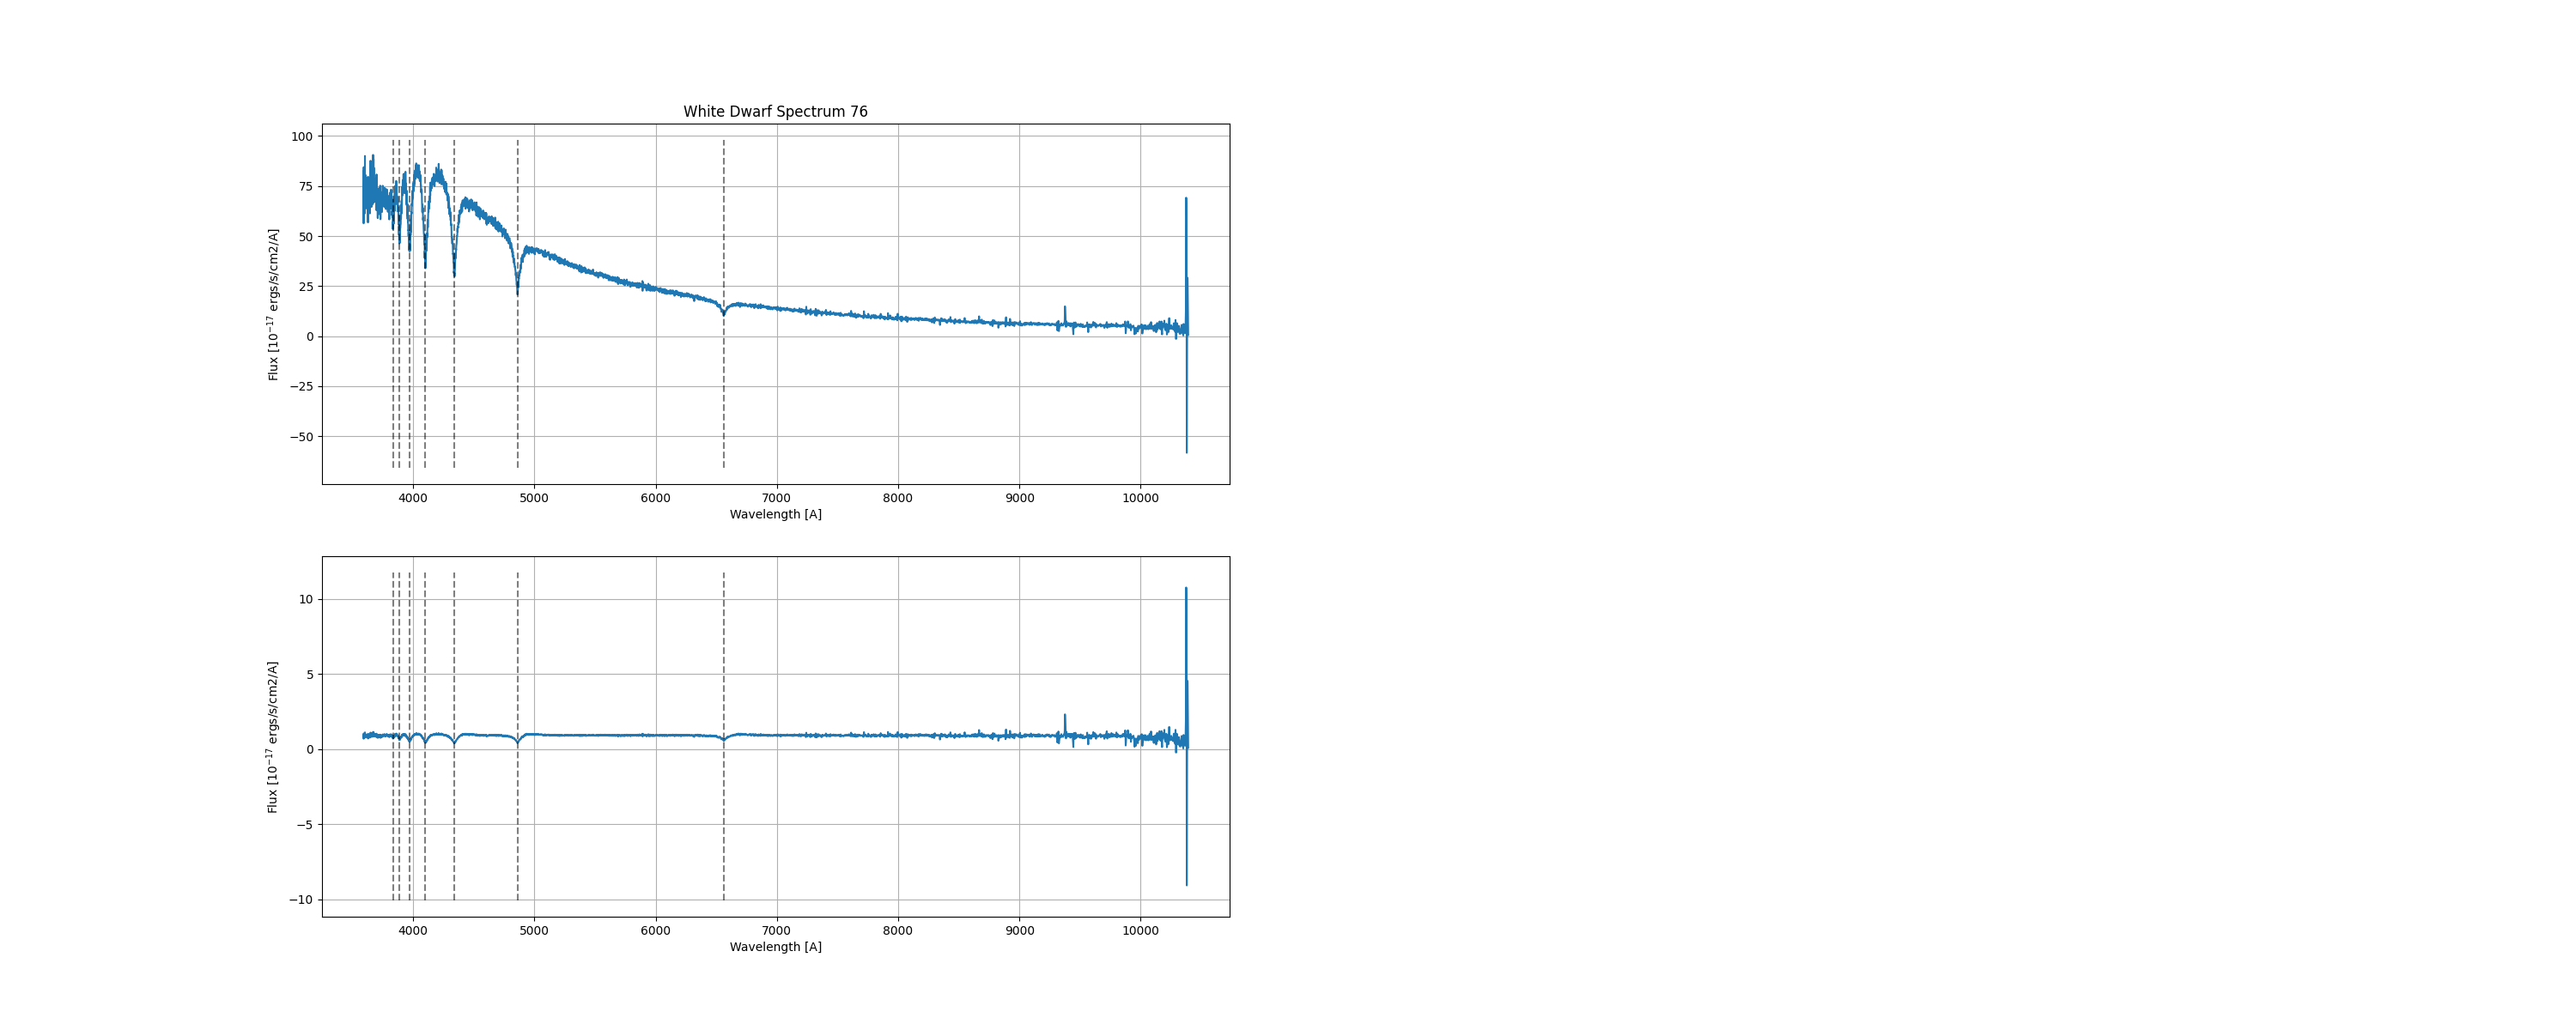 White Dwarf Spectrum 76
100
75
50
25
0
−25
−50
Flux [10⁻¹⁷ ergs/s/cm2/A]
4000 5000 6000 7000 8000 9000 10000
Wavelength [A]
10
5
0
−5
−10
Flux [10⁻¹⁷ ergs/s/cm2/A]
4000 5000 6000 7000 8000 9000 10000
Wavelength [A]